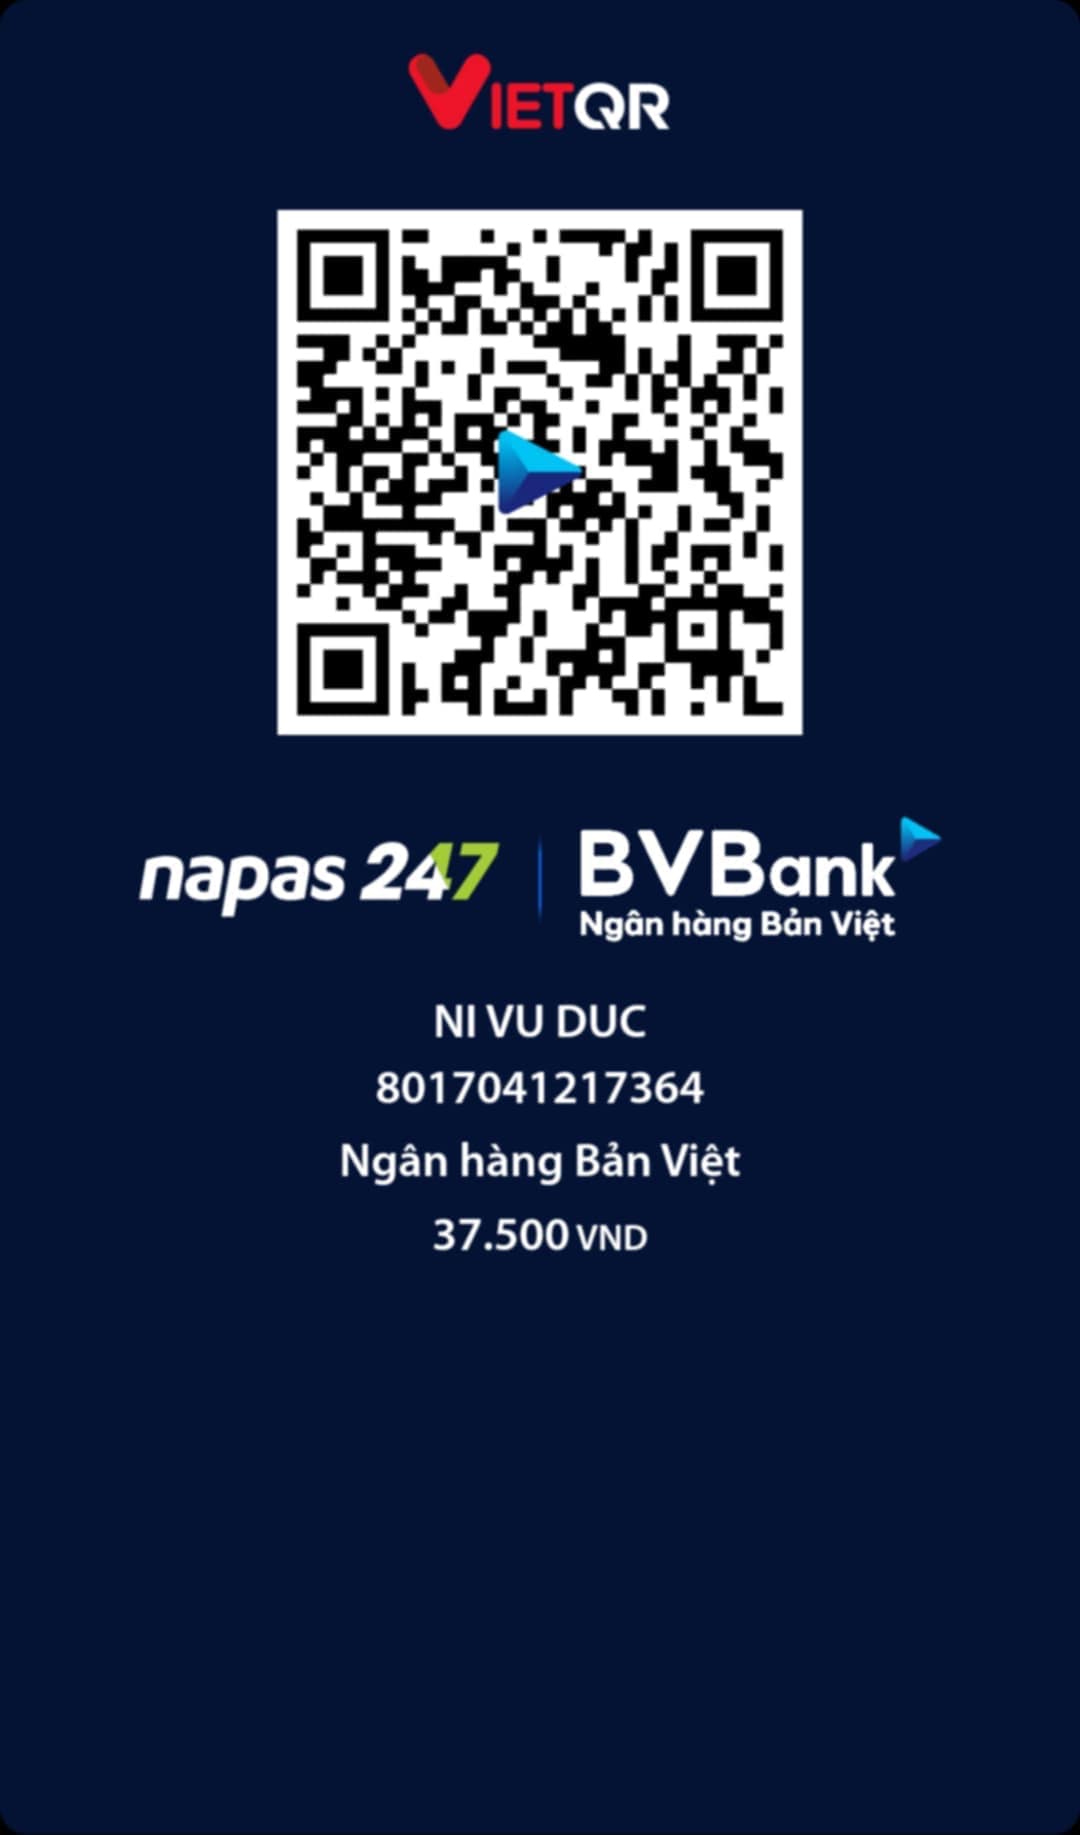 VIETQR
napas 247
BVBank
Ngân hàng Bản Việt
NI VU DUC
8017041217364
Ngân hàng Bản Việt
37.500 VND